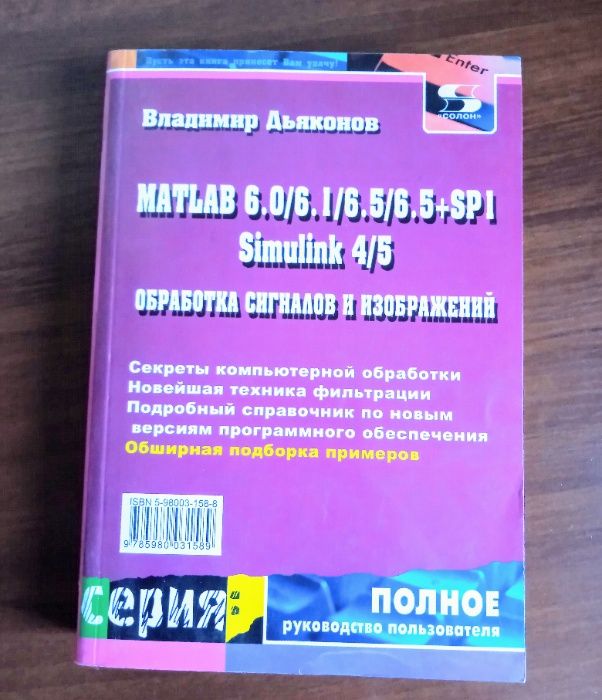 Пусть эта книга принесет Вам удачу!
Enter
S
«СОЛОН»
Владимир Дьяконов
MATLAB 6.0/6.1/6.5/6.5+SP1
Simulink 4/5
ОБРАБОТКА СИГНАЛОВ И ИЗОБРАЖЕНИЙ
Секреты компьютерной обработки
Новейшая техника фильтрации
Подробный справочник по новым
версиям программного обеспечения
Обширная подборка примеров
ISBN 5-98003-158-8
9 785980 031589
серия:
ПОЛНОЕ
руководство пользователя